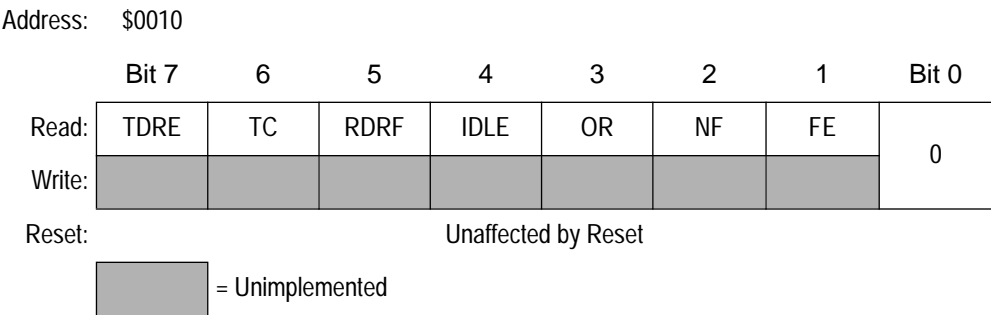 Address: $0010
Bit 7 6 5 4 3 2 1 Bit 0
Read: TDRE TC RDRF IDLE OR NF FE 0
Write:
Reset: Unaffected by Reset
= Unimplemented